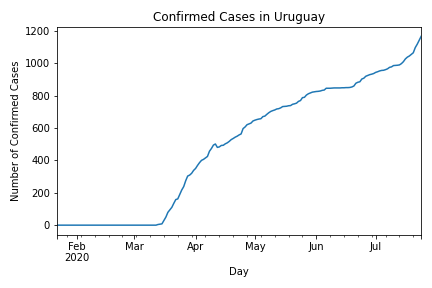 Confirmed Cases in Uruguay
Number of Confirmed Cases
1200
1000
800
600
400
200
0
Feb Mar Apr May Jun Jul
2020
Day